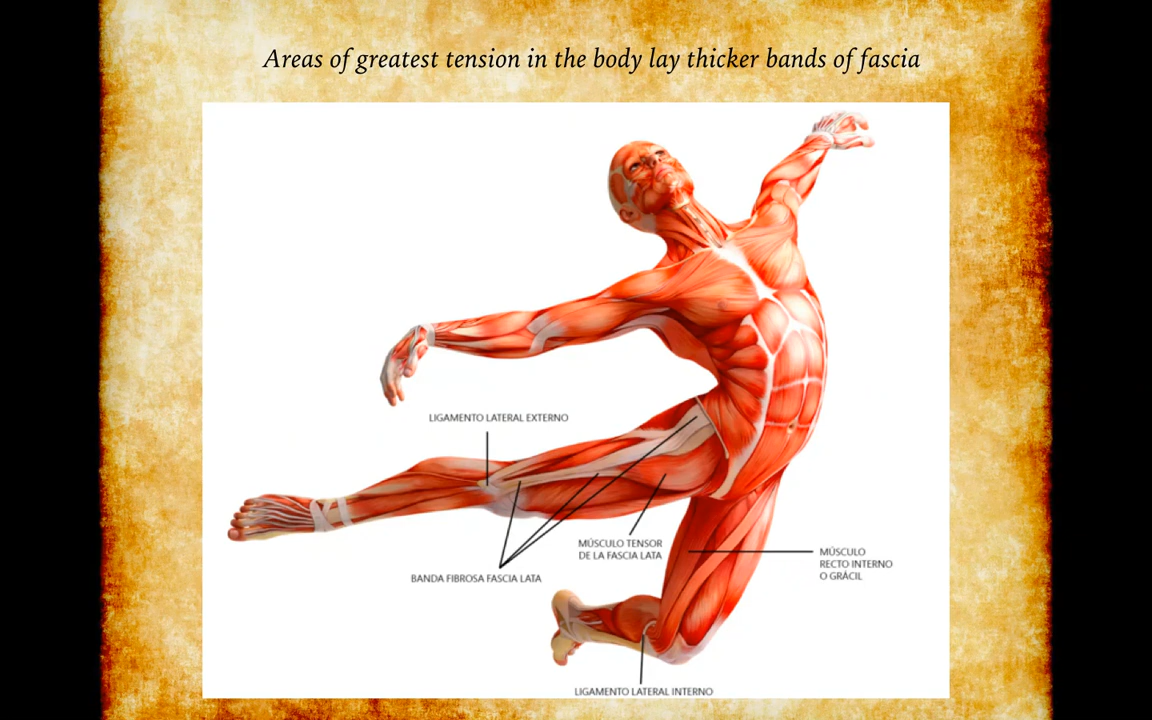 Areas of greatest tension in the body lay thicker bands of fascia
LIGAMENTO LATERAL EXTERNO
MÚSCULO TENSOR
DE LA FASCIA LATA
BANDA FIBROSA FASCIA LATA
MÚSCULO
RECTO INTERNO
O GRÁCIL
LIGAMENTO LATERAL INTERNO